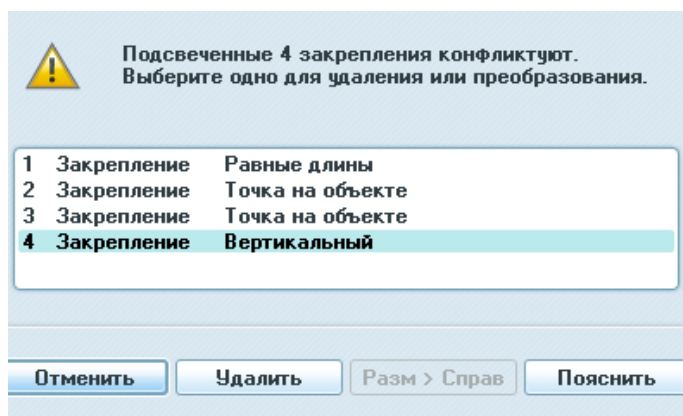 Подсвеченные 4 закрепления конфликтуют.
Выберите одно для удаления или преобразования.
1 Закрепление Равные длины
2 Закрепление Точка на объекте
3 Закрепление Точка на объекте
4 Закрепление Вертикальный
Отменить Удалить Разм > Справ Пояснить